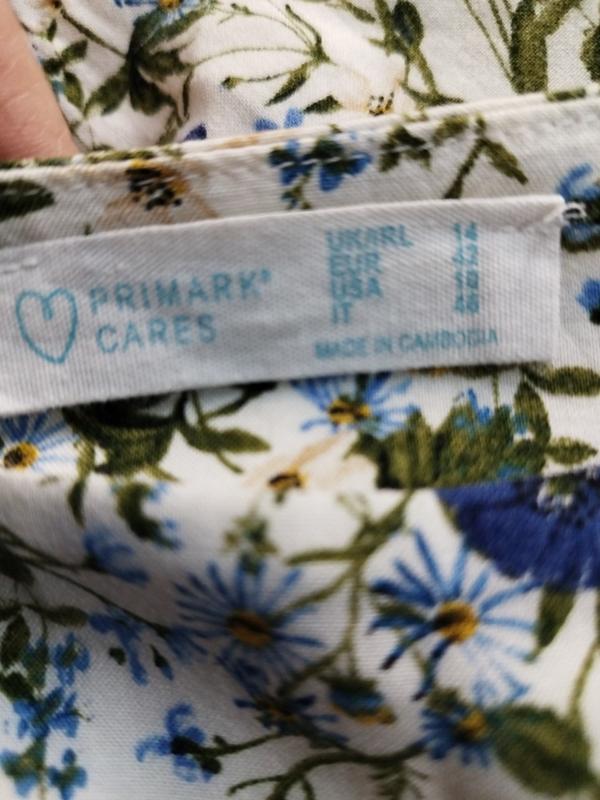 PRIMARK®
CARES
UK/IRL 14
EUR 42
USA 10
IT 46
MADE IN CAMBODIA